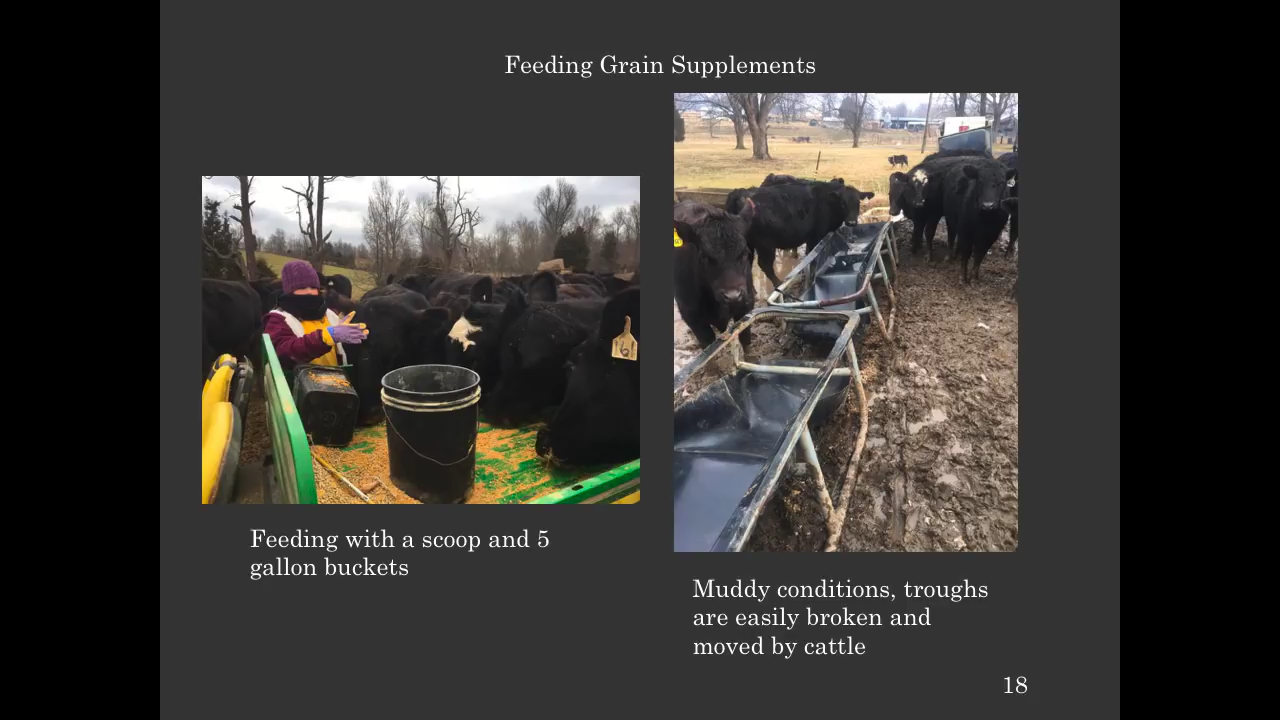 Feeding Grain Supplements
161
Feeding with a scoop and 5
gallon buckets
Muddy conditions, troughs
are easily broken and
moved by cattle
18